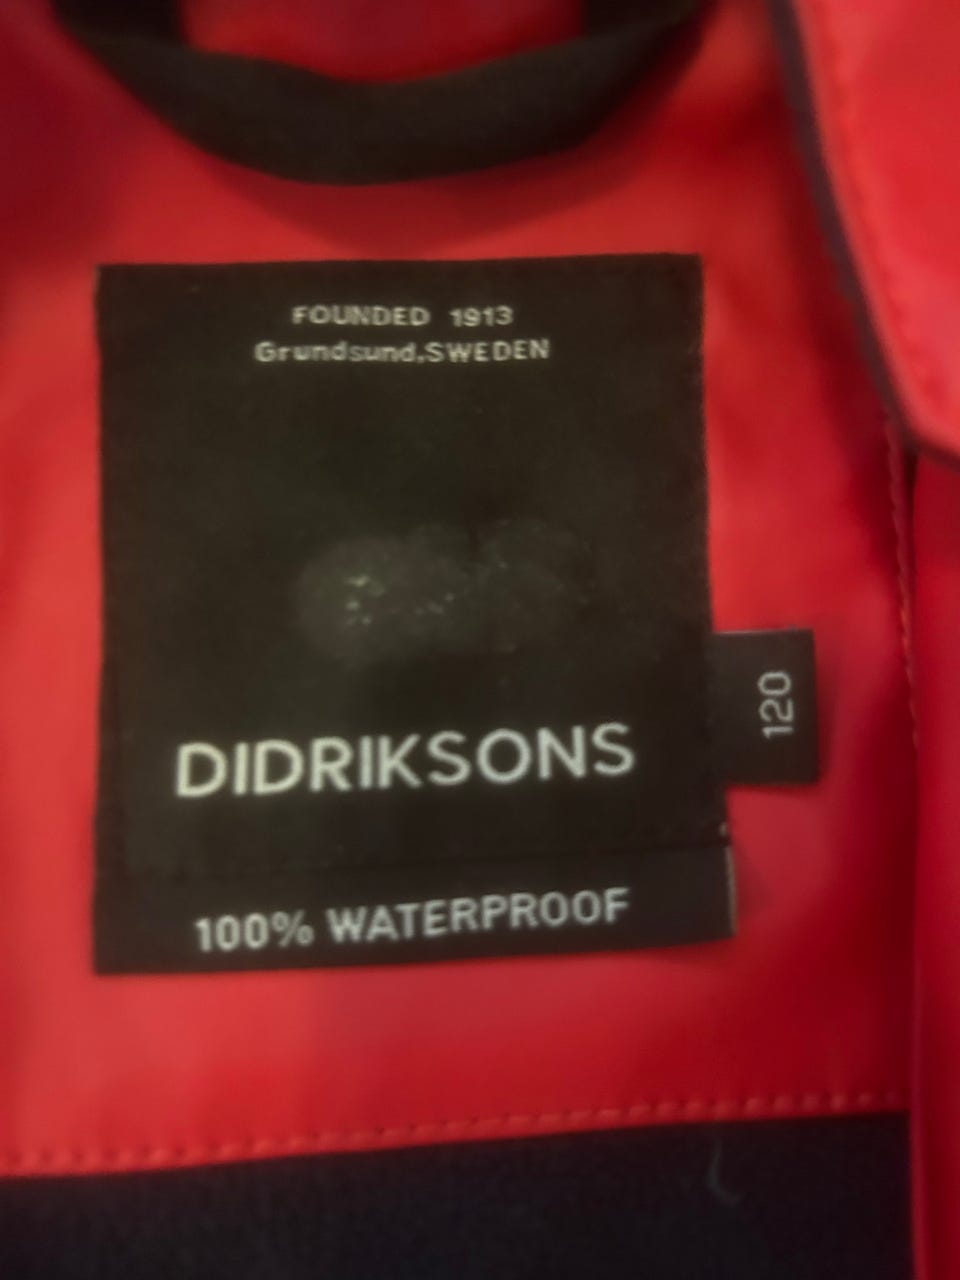 FOUNDED 1913
Grundsund,SWEDEN
DIDRIKSONS
120
100% WATERPROOF